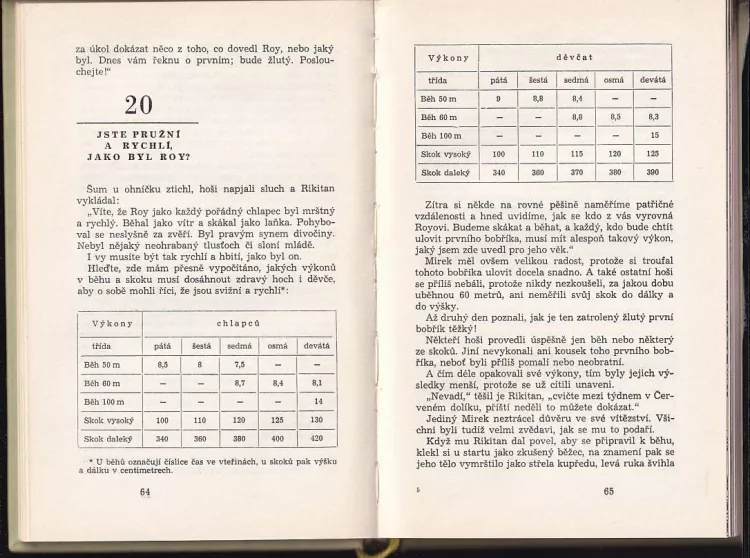 za úkol dokázat něco z toho, co dovedl Roy, nebo jaký
byl. Dnes vám řeknu o prvním; bude žlutý. Poslou-
chejte!“
20
JSTE PRUŽNÍ
A RYCHLÍ,
JAKO BYL ROY?
Šum u ohníčku ztichl, hoši napjali sluch a Rikitan
vykládal:
„Víte, že Roy jako každý pořádný chlapec byl mrštný
a rychlý. Běhal jako vítr a skákal jako laňka. Pohybo-
val se neslyšně za zvěří. Byl pravým synem divočiny.
Nebyl nějaký neohrabaný tlusťoch či sloní mládě.
I vy musíte být tak rychlí a hbití, jako byl on.
Hleďte, zde mám přesně vypočítáno, jakých výkonů
v běhu a skoku musí dosáhnout zdravý hoch i děvče,
aby o sobě mohli říci, že jsou svižní a rychlí*:
Výkony chlapců
třída pátá šestá sedmá osmá devátá
Běh 50 m 8,5 8 7,5 — —
Běh 60 m — — 8,7 8,4 8,1
Běh 100 m — — — — 14
Skok vysoký 100 110 120 125 130
Skok daleký 340 360 380 400 420
* U běhů označují číslice čas ve vteřinách, u skoků pak výšku
a dálku v centimetrech.
64
Výkony děvčat
třída pátá šestá sedmá osmá devátá
Běh 50 m 9 8,8 8,4 — —
Běh 60 m — — 8,8 8,5 8,3
Běh 100 m — — — — 15
Skok vysoký 100 110 115 120 125
Skok daleký 340 360 370 380 390
Zítra si někde na rovné pěšině naměříme patřičné
vzdálenosti a hned uvidíme, jak se kdo z vás vyrovná
Royovi. Budeme skákat a běhat, a každý, kdo bude chtít
ulovit prvního bobříka, musí mít alespoň takový výkon,
jaký jsem zde uvedl pro jeho věk.“
Mirek měl ovšem velikou radost, protože si troufal
tohoto bobříka ulovit docela snadno. A také ostatní hoši
se příliš nebáli, protože nikdy nezkoušeli, za jakou dobu
uběhnou 60 metrů, ani neměřili svůj skok do dálky a
do výšky.
Až druhý den poznali, jak je ten zatrolený žlutý první
bobřík těžký!
Někteří hoši provedli úspěšně jen běh nebo některý
ze skoků. Jiní nevykonali ani kousek toho prvního bob-
říka, neboť byli příliš pomalí nebo neobratní.
A čím déle opakovali své výkony, tím byly jejich vý-
sledky menší, protože se už cítili unaveni.
„Nevadí,“ těšil je Rikitan, „cvičte mezi týdnem v Čer-
veném dolíku, příští neděli to můžete dokázat.“
Jediný Mirek neztrácel důvěru ve své vítězství. Vši-
chni byli tudíž velmi zvědavi, jak se mu to podaří.
Když mu Rikitan dal povel, aby se připravil k běhu,
klekl si u startu jako zkušený běžec, na znamení pak se
jeho tělo vymrštilo jako střela kupředu, levá ruka švihla
5
65